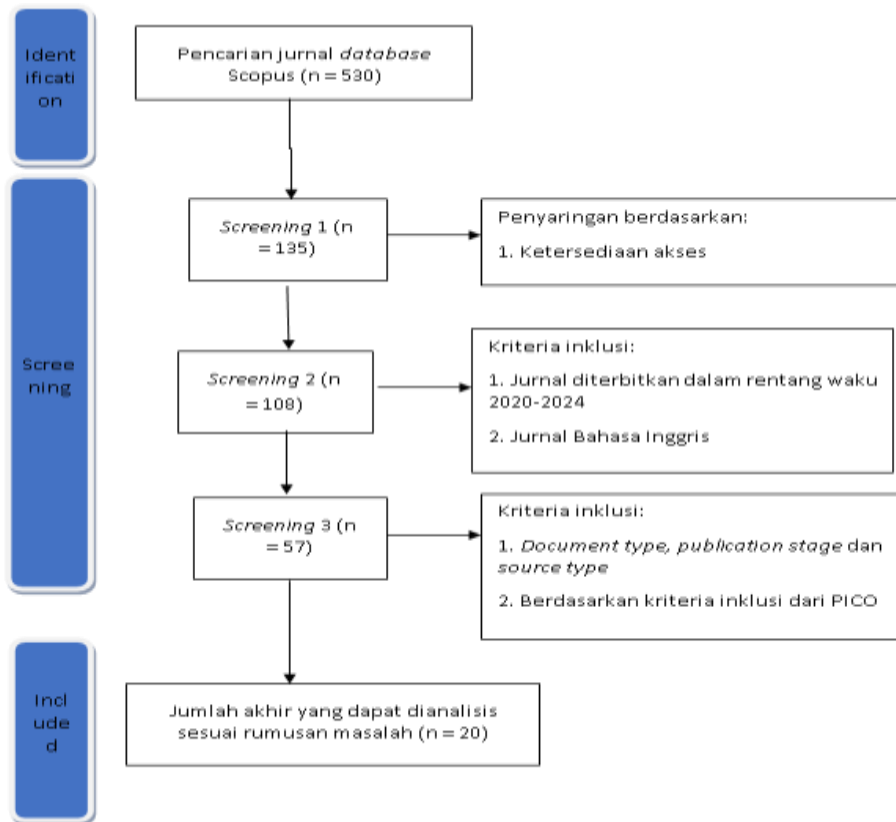 Ident
ificati
on
Pencarian jurnal database
Scopus (n = 530)
Scree
ning
Screening 1 (n
= 135)
Penyaringan berdasarkan:
1. Ketersediaan akses
Screening 2 (n
= 108)
Kriteria inklusi:
1. Jurnal diterbitkan dalam rentang waku
2020-2024
2. Jurnal Bahasa Inggris
Screening 3 (n
= 57)
Kriteria inklusi:
1. Document type, publication stage dan
source type
2. Berdasarkan kriteria inklusi dari PICO
Incl
ude
d
Jumlah akhir yang dapat dianalisis
sesuai rumusan masalah (n = 20)